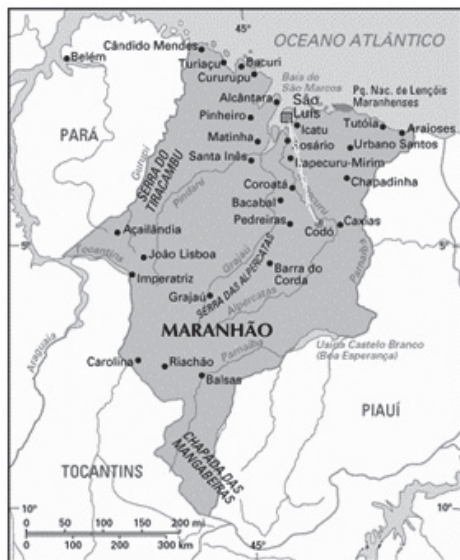 45°
OCEANO ATLÂNTICO
Cândido Mendes
Belém
Turiaçu
Bacuri
Cururupu
Baía de
São Marcos
Alcântara
São
Luís
Pq. Nac. de Lençóis
Maranhenses
PARÁ
Pinheiro
Icatu
Tutóia
Araioses
Matinha
Rosário
Urbano Santos
Gurupi
SERRA DO
TIRACAMBU
Santa Inês
Itapecuru-Mirim
Chapadinha
Pindaré
Coroatá
Bacabal
Pedreiras
Codó
Caxias
Açailândia
5°
5°
Tocantins
João Lisboa
Grajaú
Barra do
Corda
Imperatriz
Grajaú
SERRA DAS ALPERCATAS
Alpercatas
MARANHÃO
Araguaia
Carolina
Riachão
Parnaíba
Usina Castelo Branco
(Boa Esperança)
Balsas
PIAUÍ
CHAPADA DAS
MANGABEIRAS
TOCANTINS
10°
10°
0 50 100 150 200 mi
0 100 200 300 km
45°